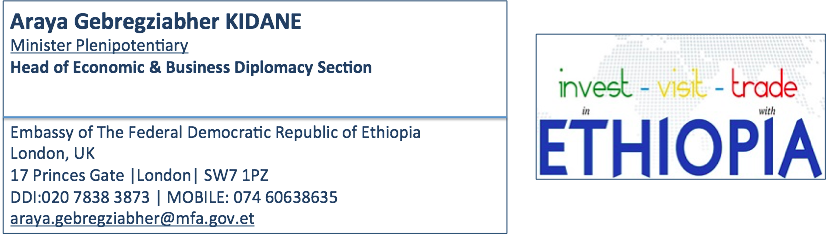 Araya Gebregziabher KIDANE
Minister Plenipotentiary
Head of Economic & Business Diplomacy Section
Embassy of The Federal Democratic Republic of Ethiopia
London, UK
17 Princes Gate |London| SW7 1PZ
DDI:020 7838 3873 | MOBILE: 074 60638635
araya.gebregziabher@mfa.gov.et
invest - visit - trade
in with
ETHIOPIA